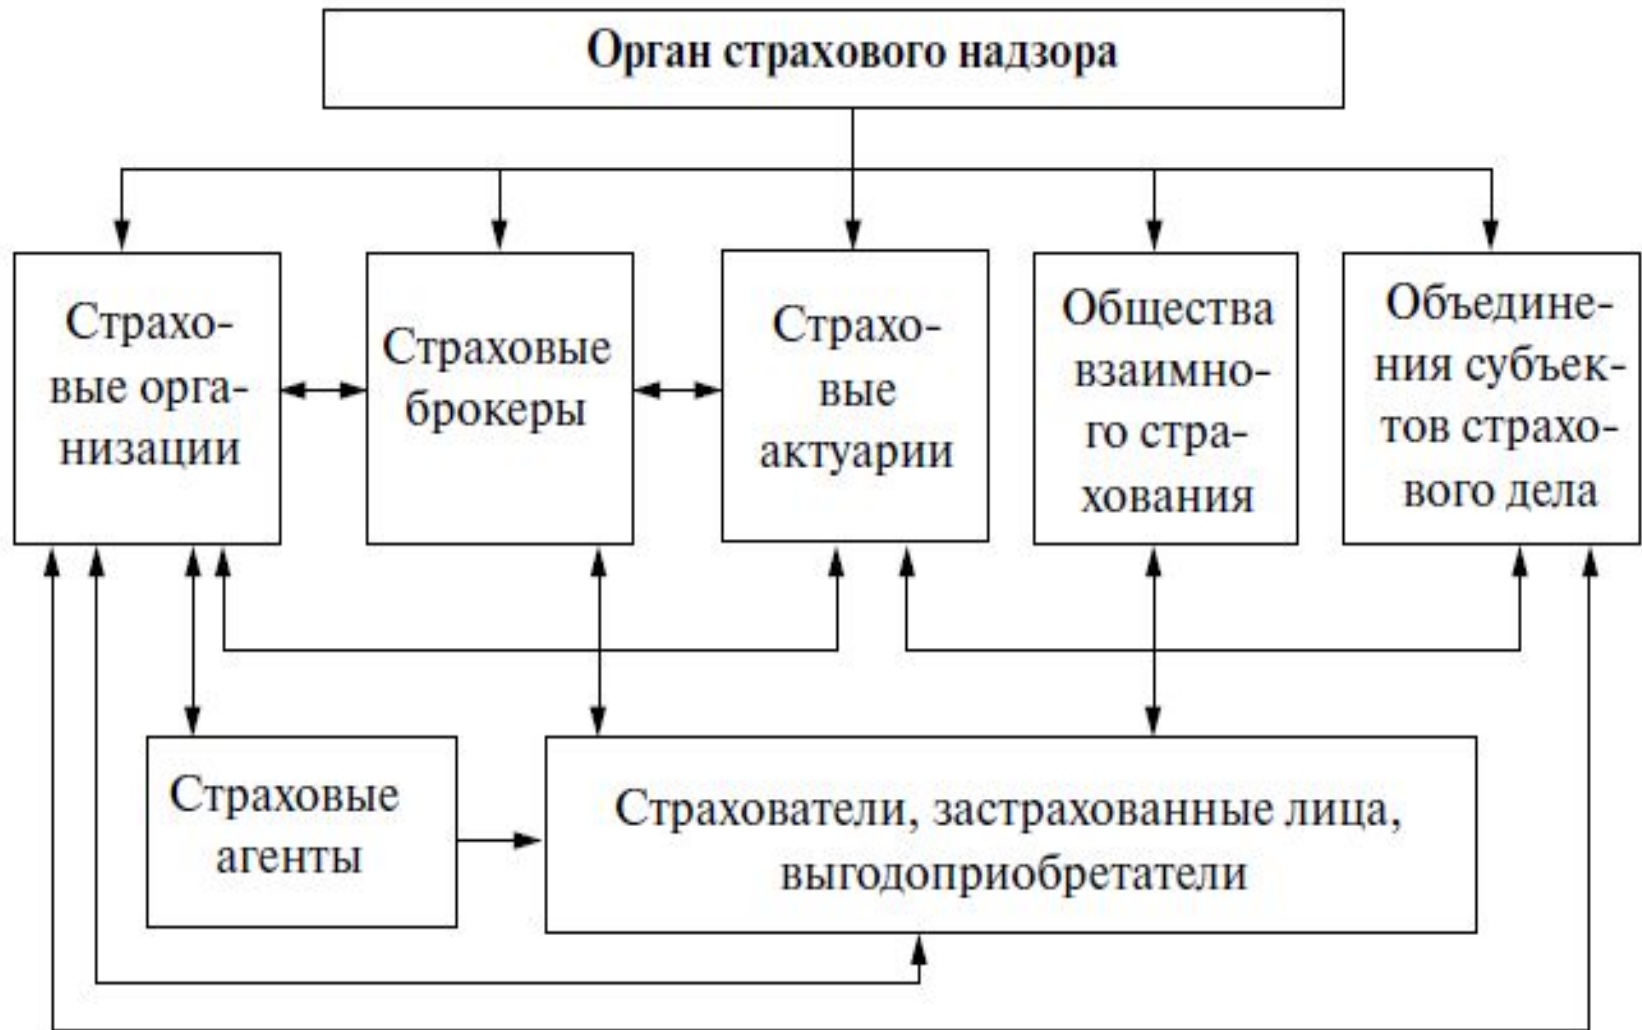 Орган страхового надзора
Страхо-
вые орга-
низации
Страховые
брокеры
Страхо-
вые
актуарии
Общества
взаимно-
го стра-
хования
Объедине-
ния субъек-
тов страхо-
вого дела
Страховые
агенты
Страхователи, застрахованные лица,
выгодоприобретатели